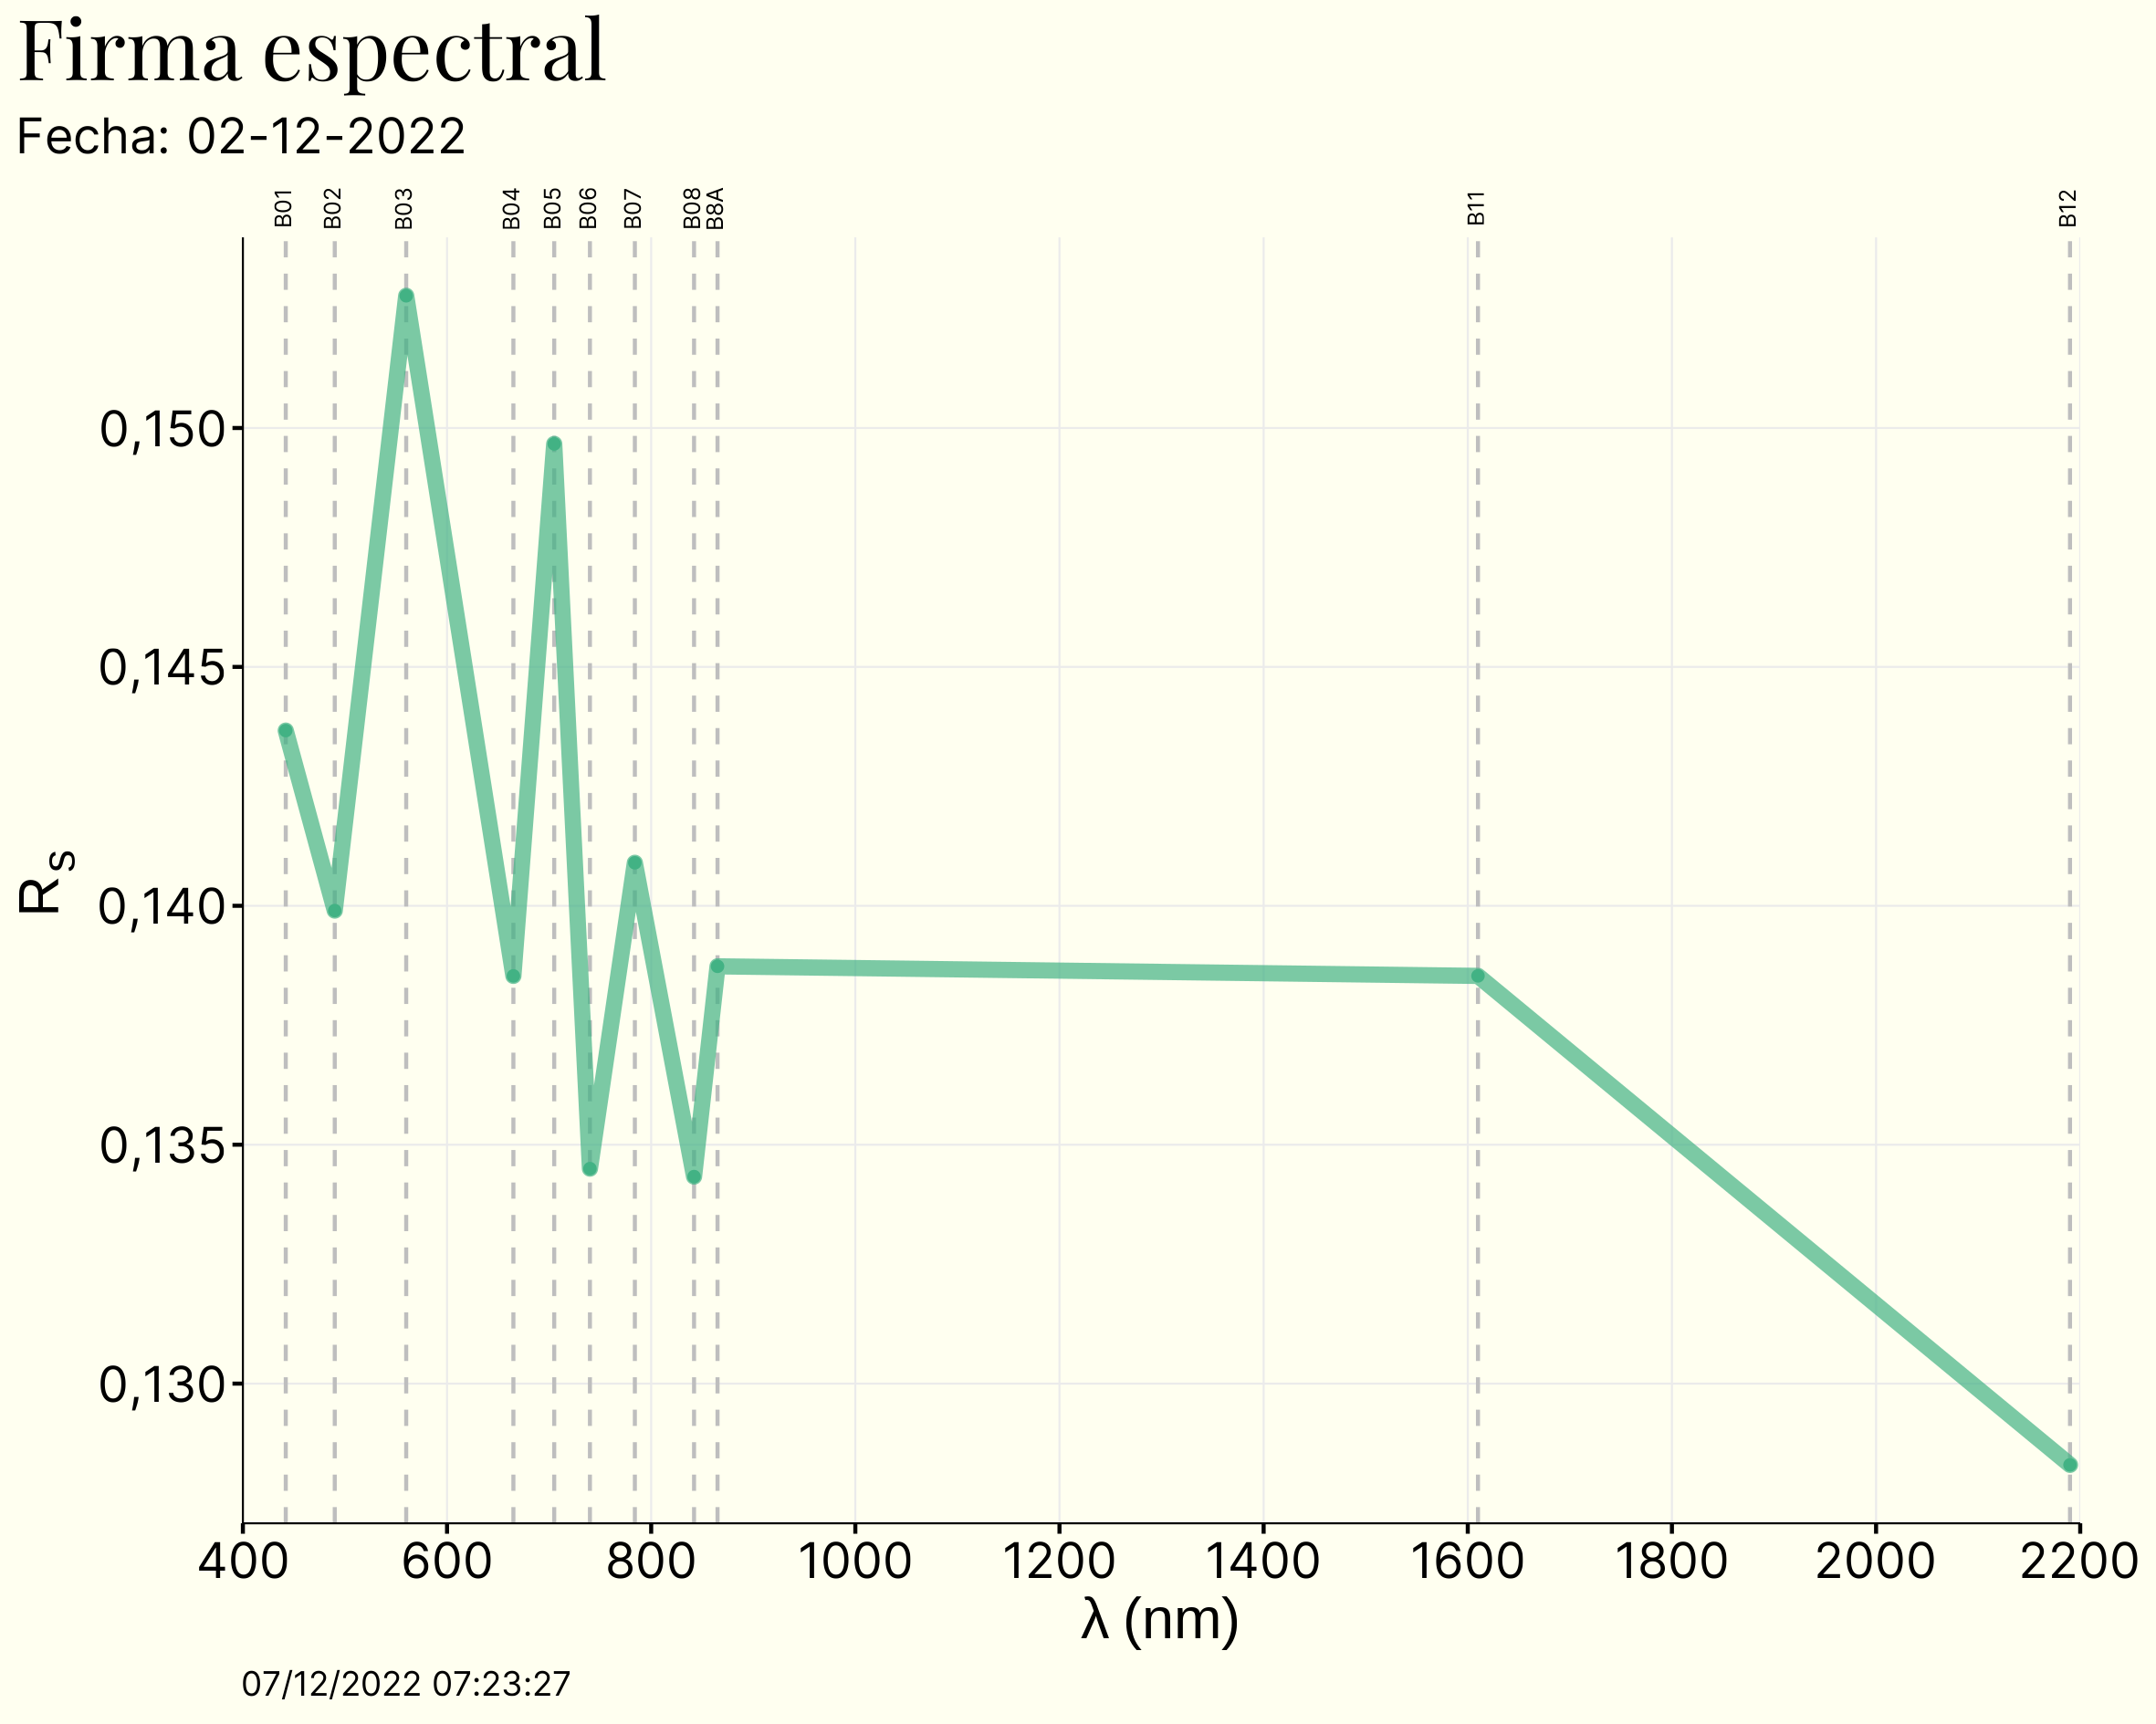 Firma espectral
Fecha: 02-12-2022
B01 B02 B03 B04 B05 B06 B07 B08 B8A B11 B12
0,150
0,145
0,140
0,135
0,130
Rs
400 600 800 1000 1200 1400 1600 1800 2000 2200
λ (nm)
07/12/2022 07:23:27